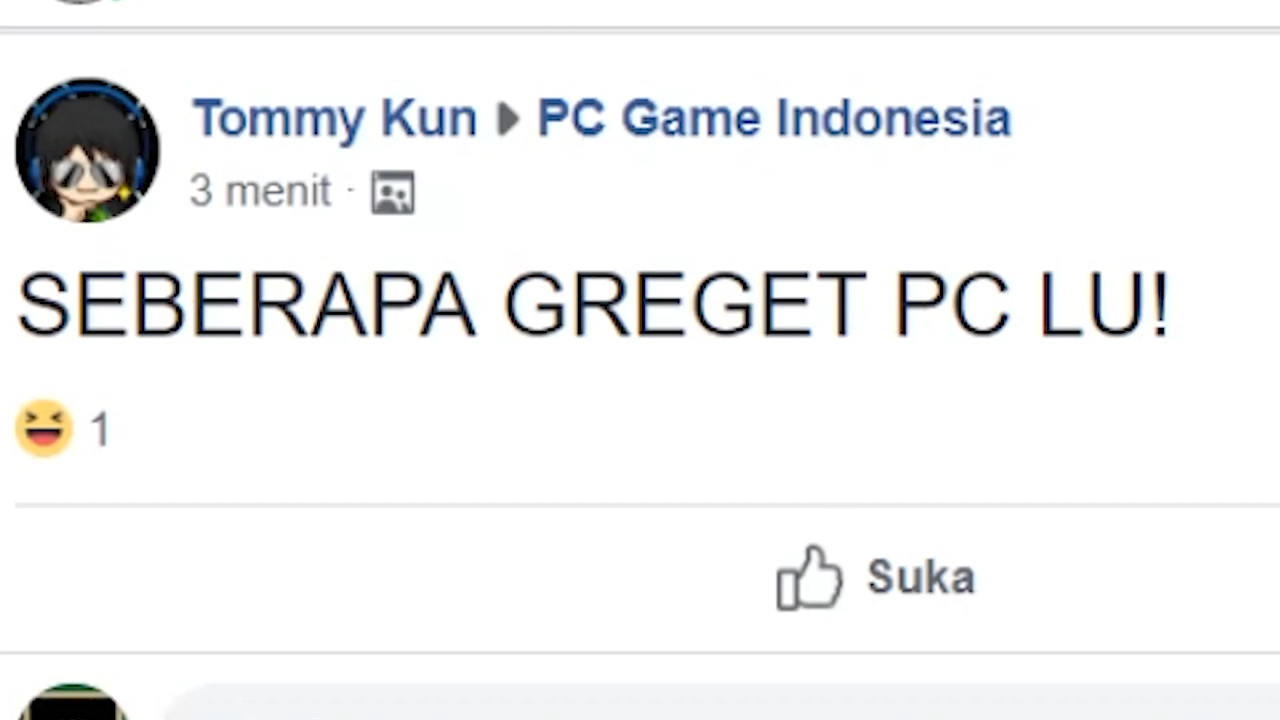 Tommy Kun ▶ PC Game Indonesia
3 menit ·
SEBERAPA GREGET PC LU!
1
Suka